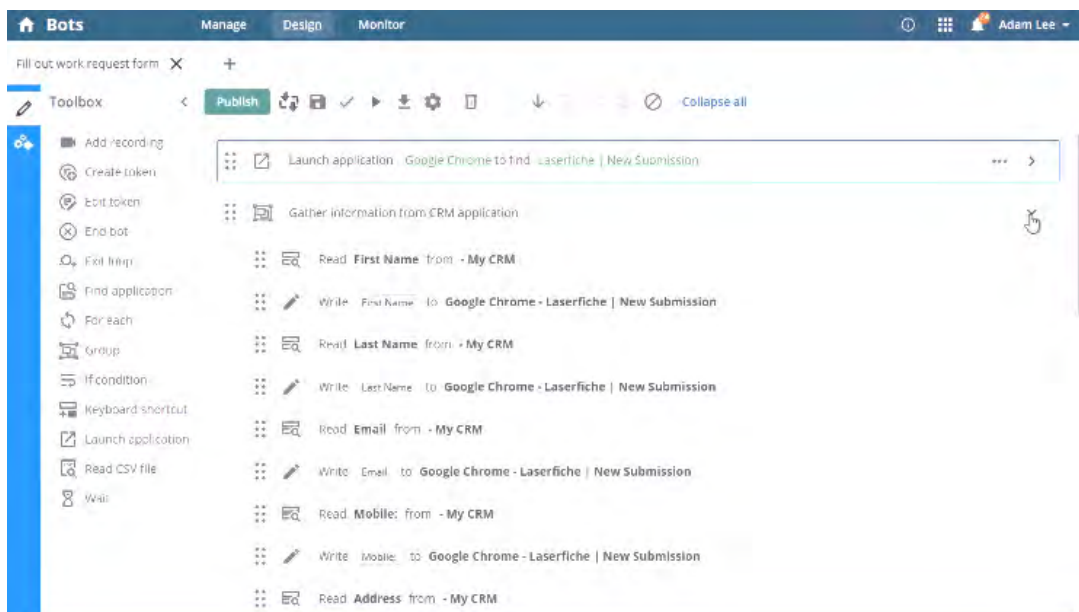 Bots Manage Design Monitor Adam Lee
Fill out work request form
Toolbox Publish Collapse all
Add recording
Create token
Edit token
End bot
Exit loop
Find application
For each
Group
If condition
Keyboard shortcut
Launch application
Read CSV file
Wait
Launch application Google Chrome to find Laserfiche | New Submission
Gather information from CRM application
Read First Name from - My CRM
Write First Name to Google Chrome - Laserfiche | New Submission
Read Last Name from - My CRM
Write Last Name to Google Chrome - Laserfiche | New Submission
Read Email from - My CRM
Write Email to Google Chrome - Laserfiche | New Submission
Read Mobile: from - My CRM
Write Mobile: to Google Chrome - Laserfiche | New Submission
Read Address from - My CRM